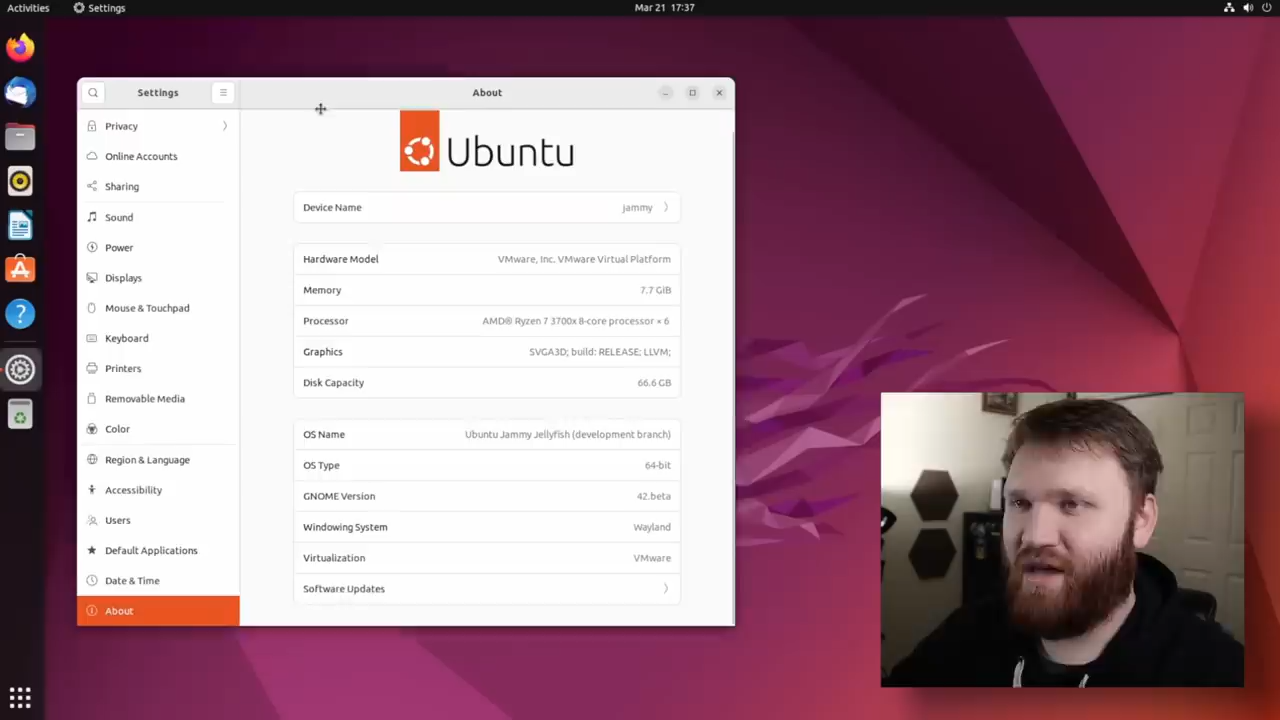 Activities Settings Mar 21 17:37
Settings About
Privacy
Online Accounts
Sharing
Sound
Power
Displays
Mouse & Touchpad
Keyboard
Printers
Removable Media
Color
Region & Language
Accessibility
Users
Default Applications
Date & Time
About
Ubuntu
Device Name jammy
Hardware Model VMware, Inc. VMware Virtual Platform
Memory 7.7 GiB
Processor AMD® Ryzen 7 3700x 8-core processor × 6
Graphics SVGA3D; build: RELEASE; LLVM;
Disk Capacity 66.6 GB
OS Name Ubuntu Jammy Jellyfish (development branch)
OS Type 64-bit
GNOME Version 42.beta
Windowing System Wayland
Virtualization VMware
Software Updates